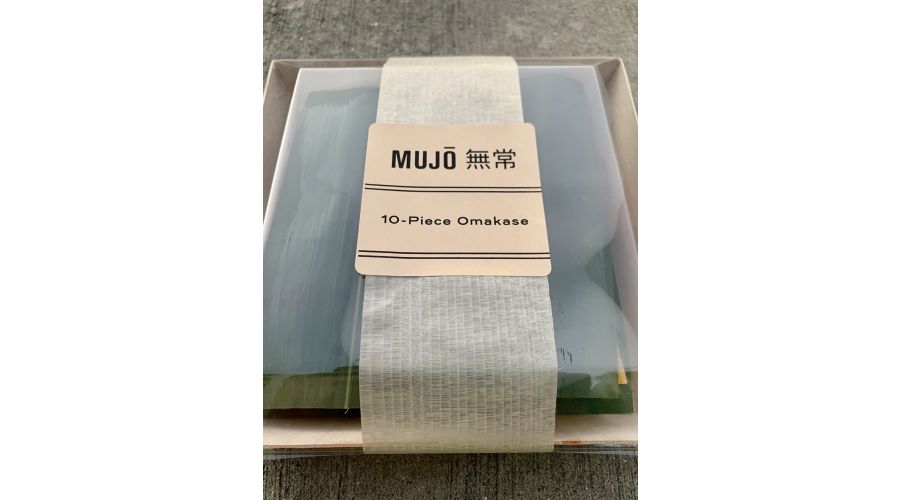 MUJŌ 無常
10-Piece Omakase